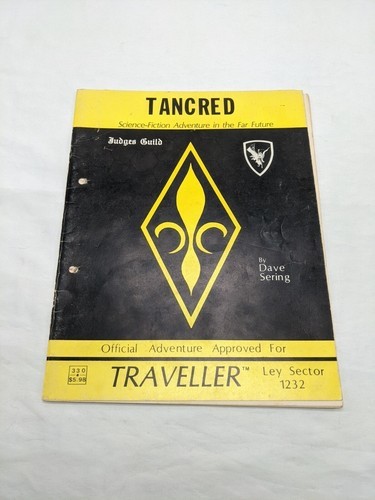 TANCRED
Science-Fiction Adventure in the Far Future
Judges Guild
By
Dave
Sering
Official Adventure Approved For
330
$5.98
TRAVELLER™
Ley Sector
1232